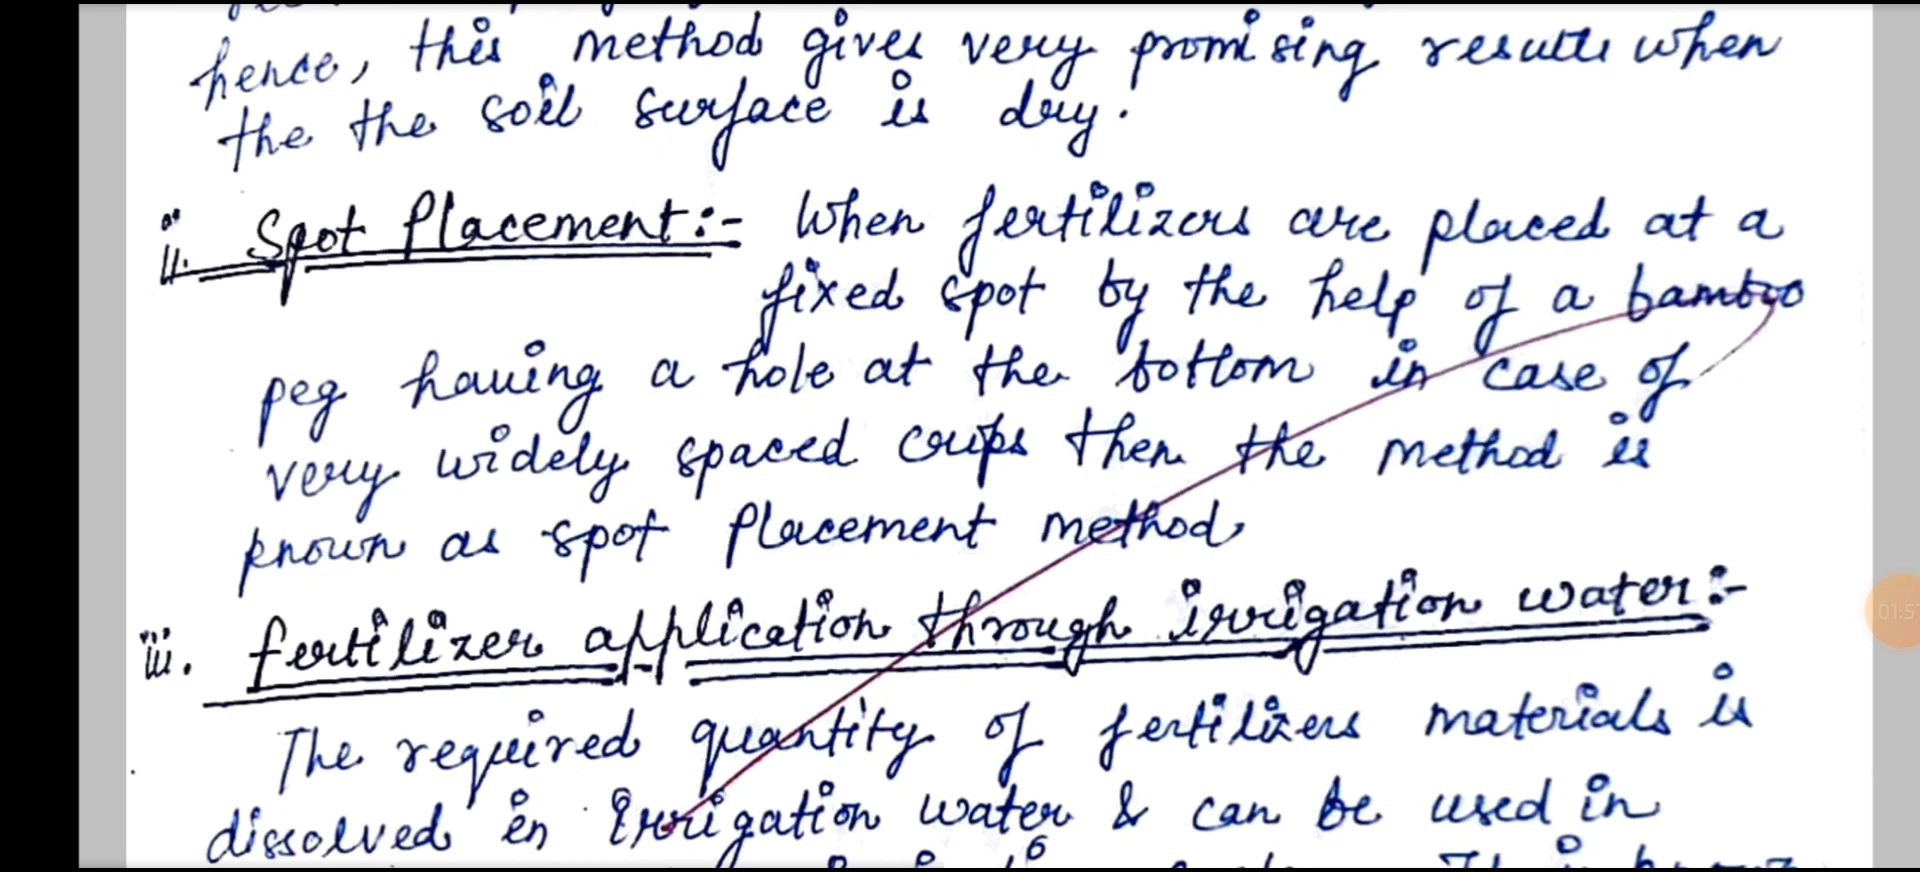 hence, this method gives very promising results when
the the soil surface is dry.
ii. Spot Placement:- When fertilizers are placed at a
fixed spot by the help of a bamboo
peg having a hole at the bottom in case of
very widely spaced crops then the method is
known as spot Placement method
iii. fertilizer application through irrigation water:-
The required quantity of fertilizers materials is
dissolved in Irrigation water & can be used in
6
01:5